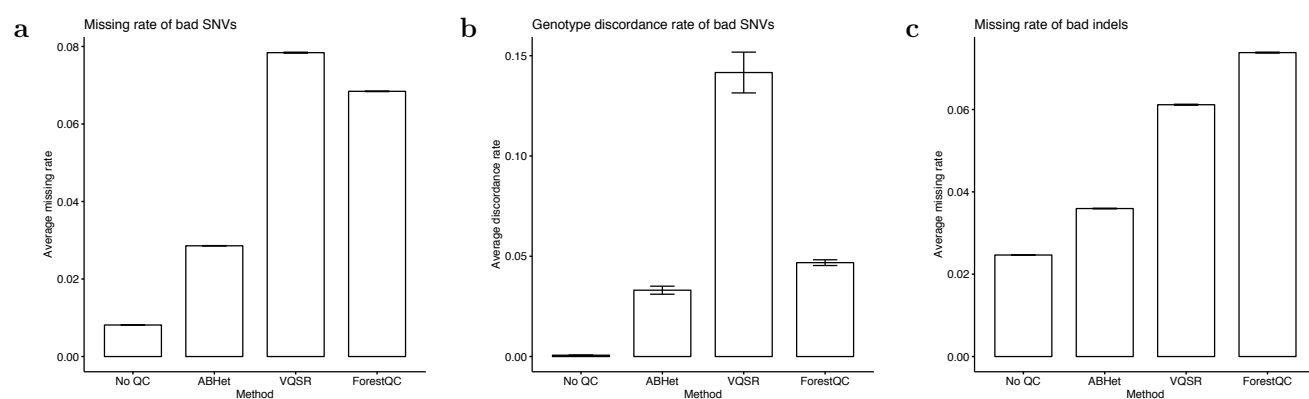 a
Missing rate of bad SNVs
Average missing rate
0.08
0.06
0.04
0.02
0.00
No QC ABHet VQSR ForestQC
Method
b
Genotype discordance rate of bad SNVs
Average discordance rate
0.15
0.10
0.05
0.00
No QC ABHet VQSR ForestQC
Method
c
Missing rate of bad indels
Average missing rate
0.06
0.04
0.02
0.00
No QC ABHet VQSR ForestQC
Method